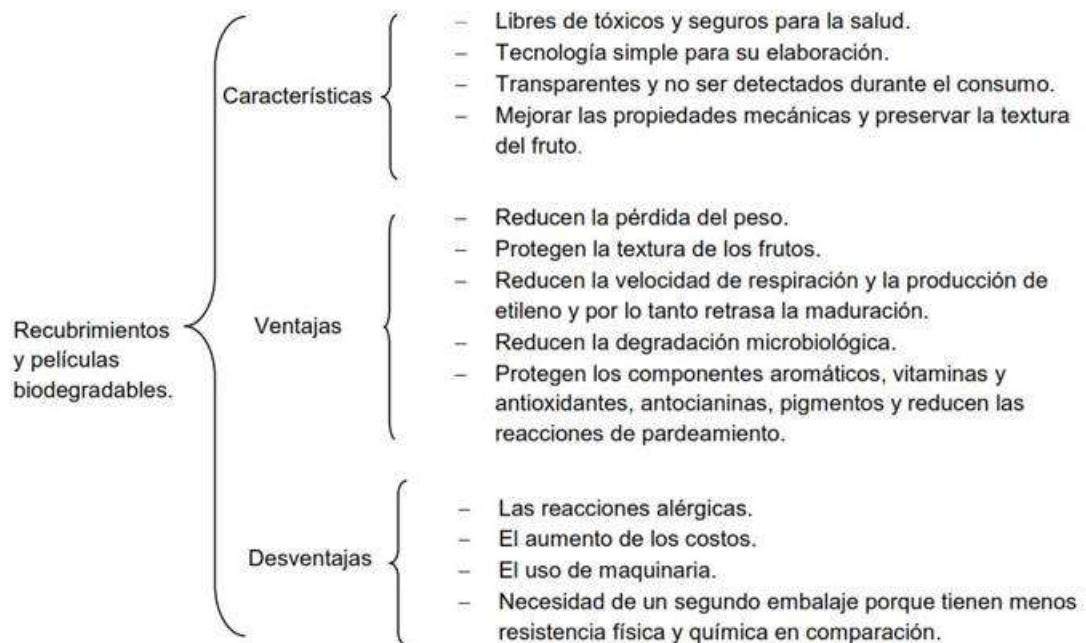 Recubrimientos
y películas
biodegradables.
Características
– Libres de tóxicos y seguros para la salud.
– Tecnología simple para su elaboración.
– Transparentes y no ser detectados durante el consumo.
– Mejorar las propiedades mecánicas y preservar la textura
del fruto.
Ventajas
– Reducen la pérdida del peso.
– Protegen la textura de los frutos.
– Reducen la velocidad de respiración y la producción de
etileno y por lo tanto retrasa la maduración.
– Reducen la degradación microbiológica.
– Protegen los componentes aromáticos, vitaminas y
antioxidantes, antocianinas, pigmentos y reducen las
reacciones de pardeamiento.
Desventajas
– Las reacciones alérgicas.
– El aumento de los costos.
– El uso de maquinaria.
– Necesidad de un segundo embalaje porque tienen menos
resistencia física y química en comparación.